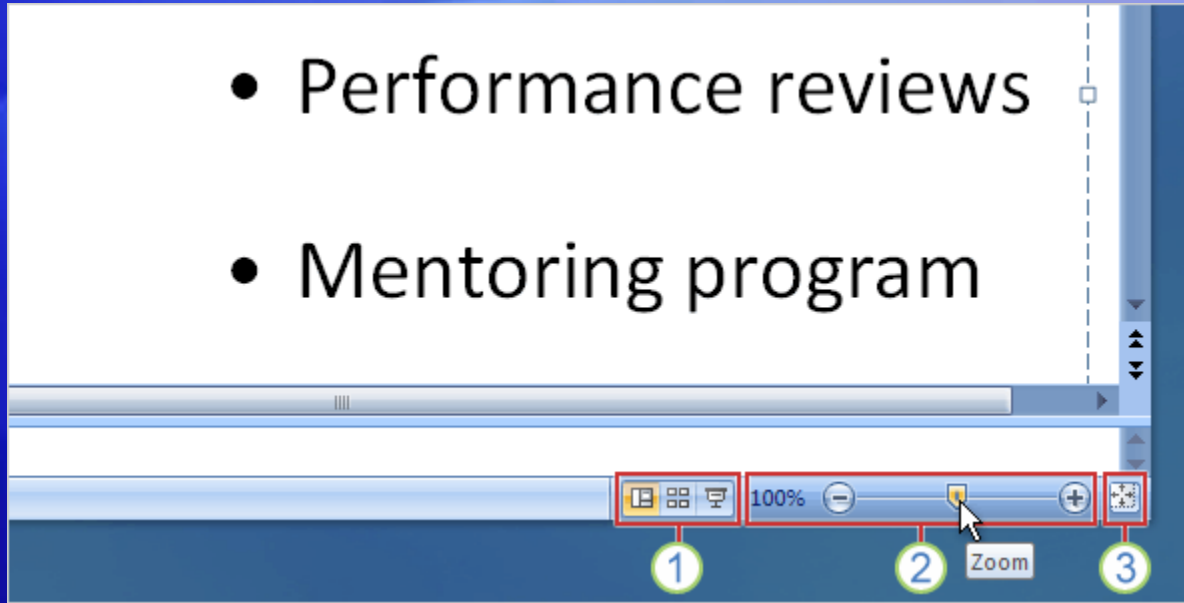 • Performance reviews
• Mentoring program
100%
Zoom
1
2
3